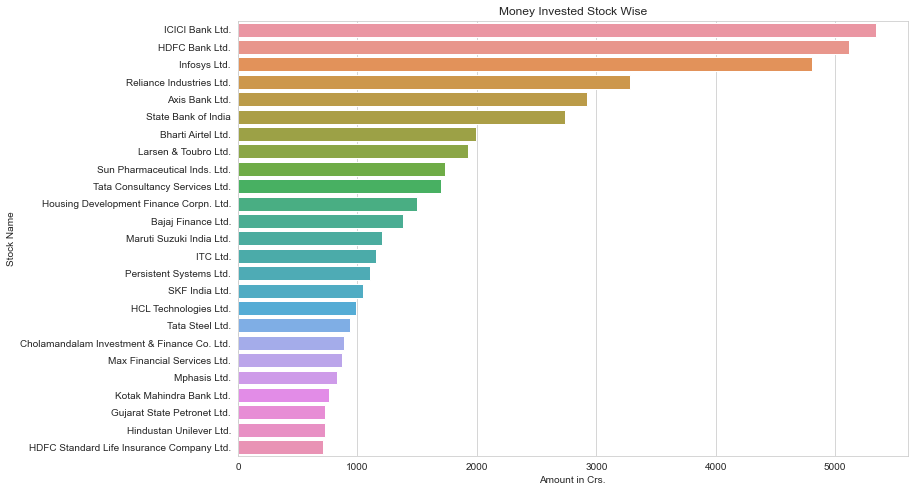 Money Invested Stock Wise
Stock Name
ICICI Bank Ltd.
HDFC Bank Ltd.
Infosys Ltd.
Reliance Industries Ltd.
Axis Bank Ltd.
State Bank of India
Bharti Airtel Ltd.
Larsen & Toubro Ltd.
Sun Pharmaceutical Inds. Ltd.
Tata Consultancy Services Ltd.
Housing Development Finance Corpn. Ltd.
Bajaj Finance Ltd.
Maruti Suzuki India Ltd.
ITC Ltd.
Persistent Systems Ltd.
SKF India Ltd.
HCL Technologies Ltd.
Tata Steel Ltd.
Cholamandalam Investment & Finance Co. Ltd.
Max Financial Services Ltd.
Mphasis Ltd.
Kotak Mahindra Bank Ltd.
Gujarat State Petronet Ltd.
Hindustan Unilever Ltd.
HDFC Standard Life Insurance Company Ltd.
0 1000 2000 3000 4000 5000
Amount in Crs.